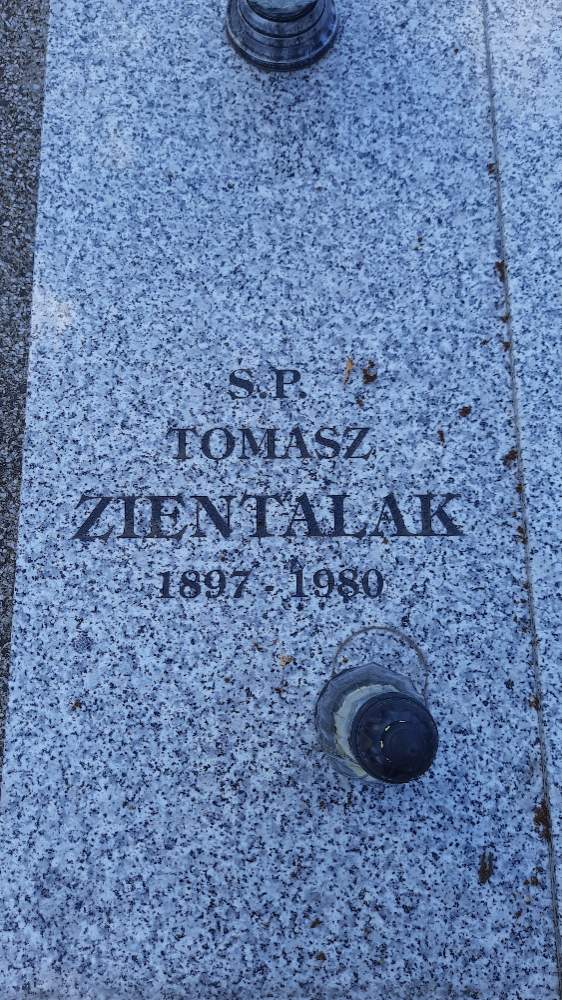 S.P.
TOMASZ
ZIENTALAK
1897 - 1980